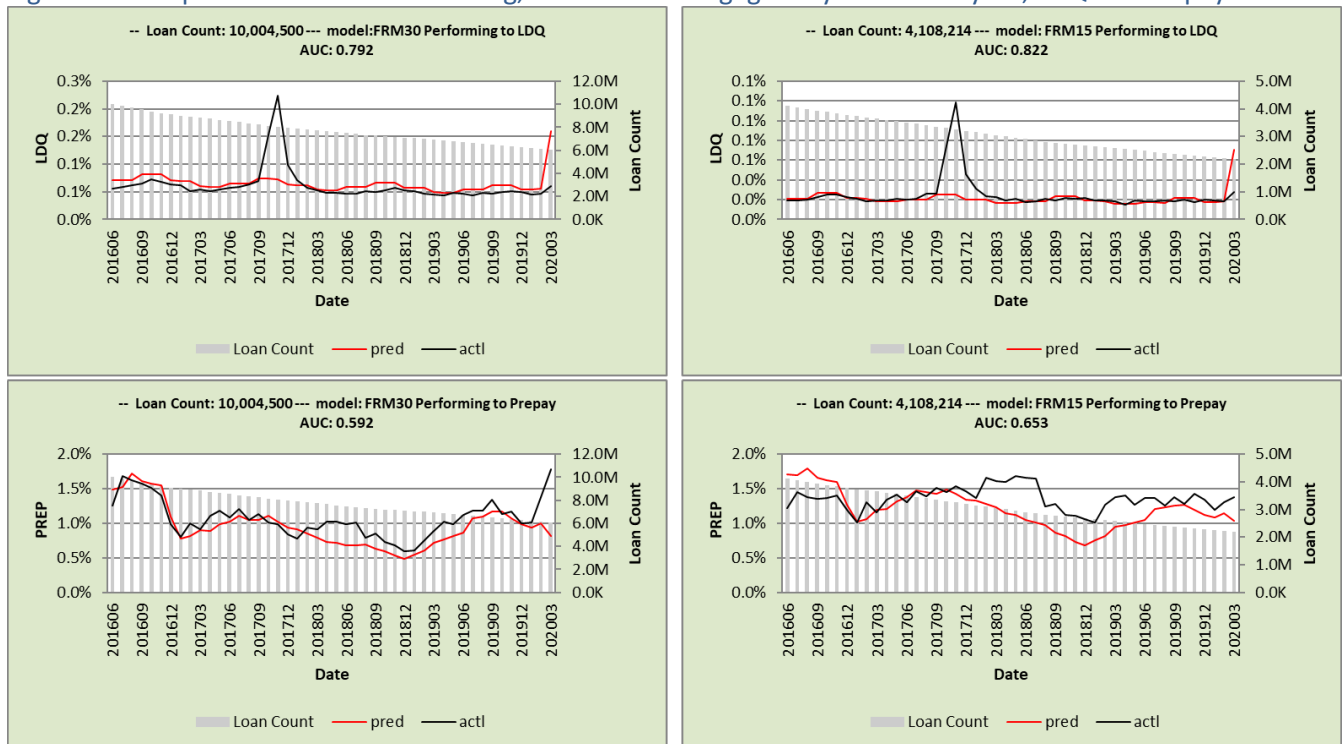 -- Loan Count: 10,004,500 --- model:FRM30 Performing to LDQ
AUC: 0.792
0.3%
0.2%
0.2%
0.1%
0.1%
0.0%
LDQ
12.0M
10.0M
8.0M
6.0M
4.0M
2.0M
0.0K
Loan Count
201606
201609
201612
201703
201706
201709
201712
201803
201806
201809
201812
201903
201906
201909
201912
202003
Date
Loan Count pred actl
-- Loan Count: 4,108,214 --- model: FRM15 Performing to LDQ
AUC: 0.822
0.1%
0.1%
0.1%
0.1%
0.1%
0.0%
0.0%
0.0%
LDQ
5.0M
4.0M
3.0M
2.0M
1.0M
0.0K
Loan Count
201606
201609
201612
201703
201706
201709
201712
201803
201806
201809
201812
201903
201906
201909
201912
202003
Date
Loan Count pred actl
-- Loan Count: 10,004,500 --- model: FRM30 Performing to Prepay
AUC: 0.592
2.0%
1.5%
1.0%
0.5%
0.0%
PREP
12.0M
10.0M
8.0M
6.0M
4.0M
2.0M
0.0K
Loan Count
201606
201609
201612
201703
201706
201709
201712
201803
201806
201809
201812
201903
201906
201909
201912
202003
Date
Loan Count pred actl
-- Loan Count: 4,108,214 --- model: FRM15 Performing to Prepay
AUC: 0.653
2.0%
1.5%
1.0%
0.5%
0.0%
PREP
5.0M
4.0M
3.0M
2.0M
1.0M
0.0K
Loan Count
201606
201609
201612
201703
201706
201709
201712
201803
201806
201809
201812
201903
201906
201909
201912
202003
Date
Loan Count pred actl